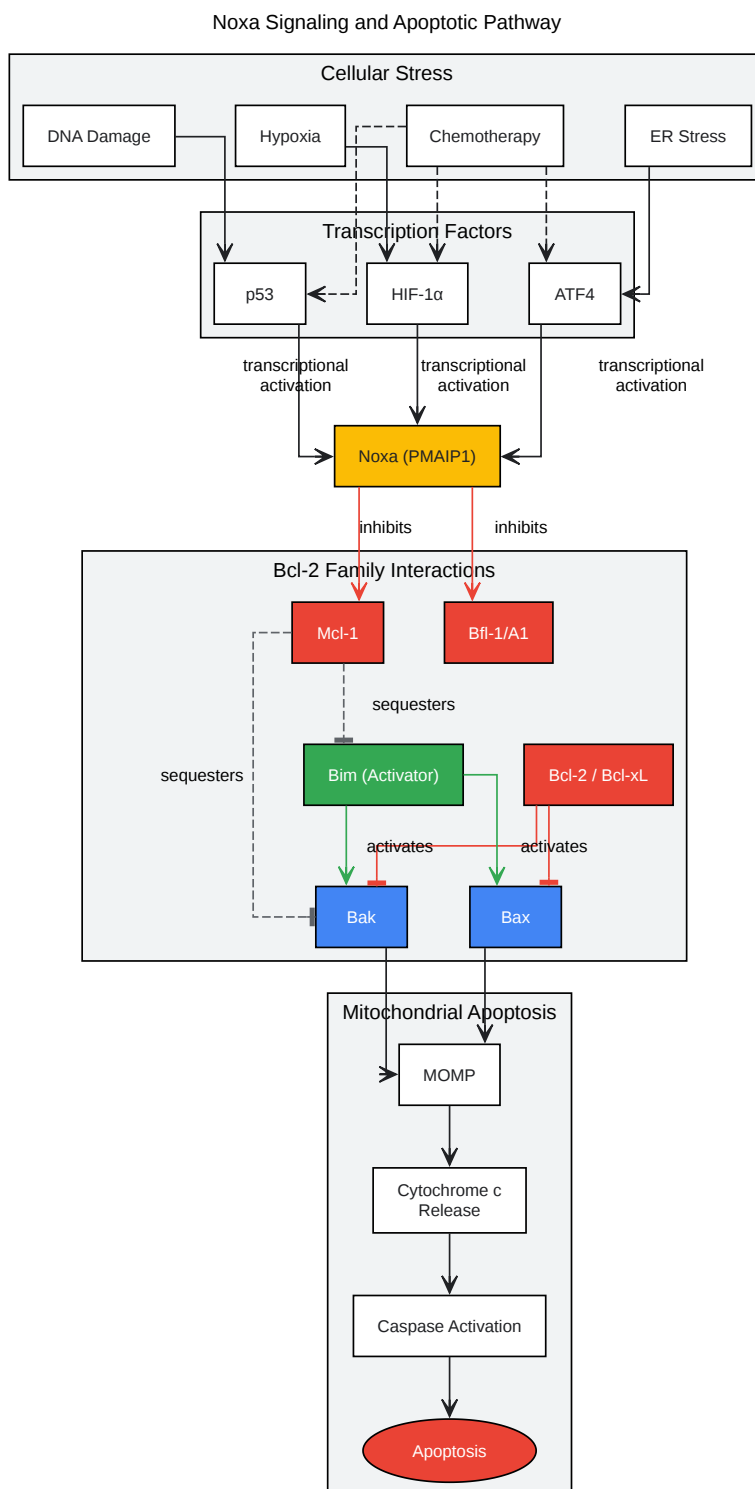 Noxa Signaling and Apoptotic Pathway
Cellular Stress
DNA Damage
Hypoxia
Chemotherapy
ER Stress
Transcription Factors
p53
HIF-1α
ATF4
transcriptional
activation
transcriptional
activation
transcriptional
activation
Noxa (PMAIP1)
inhibits
inhibits
Bcl-2 Family Interactions
Mcl-1
Bfl-1/A1
sequesters
sequesters
Bim (Activator)
Bcl-2 / Bcl-xL
activates
activates
Bak
Bax
Mitochondrial Apoptosis
MOMP
Cytochrome c
Release
Caspase Activation
Apoptosis